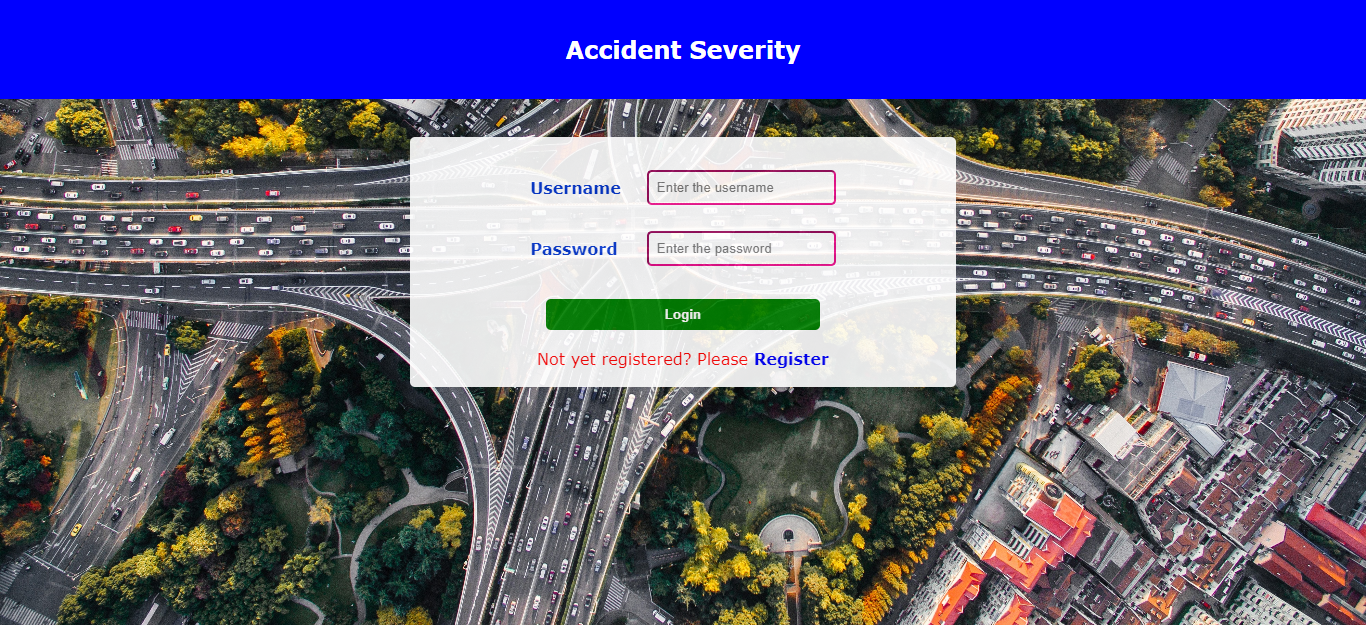 Accident Severity
Username Enter the username
Password Enter the password
Login
Not yet registered? Please Register